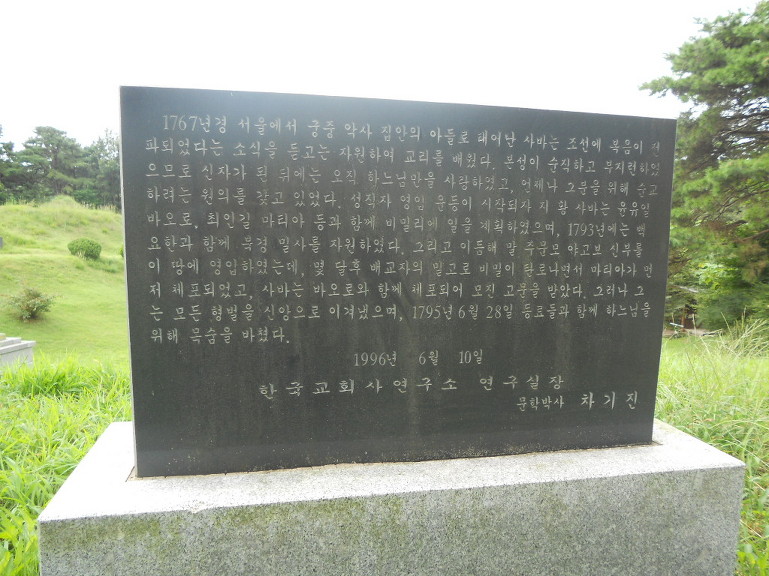 1767년경 서울에서 궁중 악사 집안의 아들로 태어난 사바는 조선에 복음이 전
파되었다는 소식을 듣고는 자원하여 교리를 배웠다. 본성이 순직하고 부지런하였
으므로 신자가 된 뒤에는 오직 하느님만을 사랑하였고, 언제나 그분을 위해 순교
하려는 원의를 갖고 있었다. 성직자 영입 운동이 시작되자 지 황 사바는 윤유일
바오로, 최인길 마티아 등과 함께 비밀리에 일을 계획하였으며, 1793년에는 백
요한과 함께 북경 밀사를 자원하였다. 그리고 이듬해 말 주문모 야고보 신부를
이 땅에 영입하였는데, 몇 달후 배교자의 밀고로 비밀이 탄로나면서 마티아가 먼
저 체포되었고, 사바는 바오로와 함께 체포되어 모진 고문을 받았다. 그러나 그
는 모든 형벌을 신앙으로 이겨냈으며, 1795년 6월 28일 동료들과 함께 하느님을
위해 목숨을 바쳤다.
1996년 6월 10일
한국교회사연구소 연구실장
문학박사 차기진